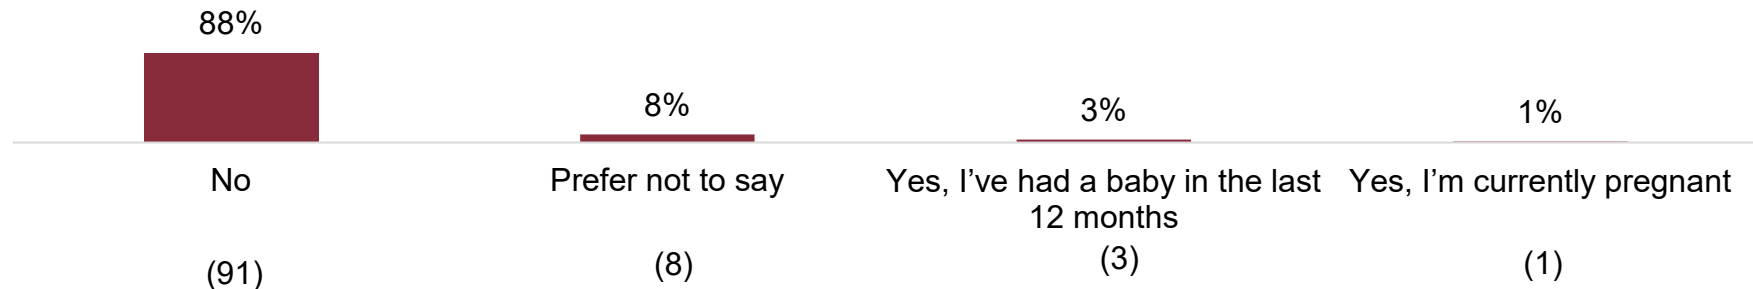 88%
8%
3%
1%
No
Prefer not to say
Yes, I’ve had a baby in the last
12 months
Yes, I’m currently pregnant
(91)
(8)
(3)
(1)